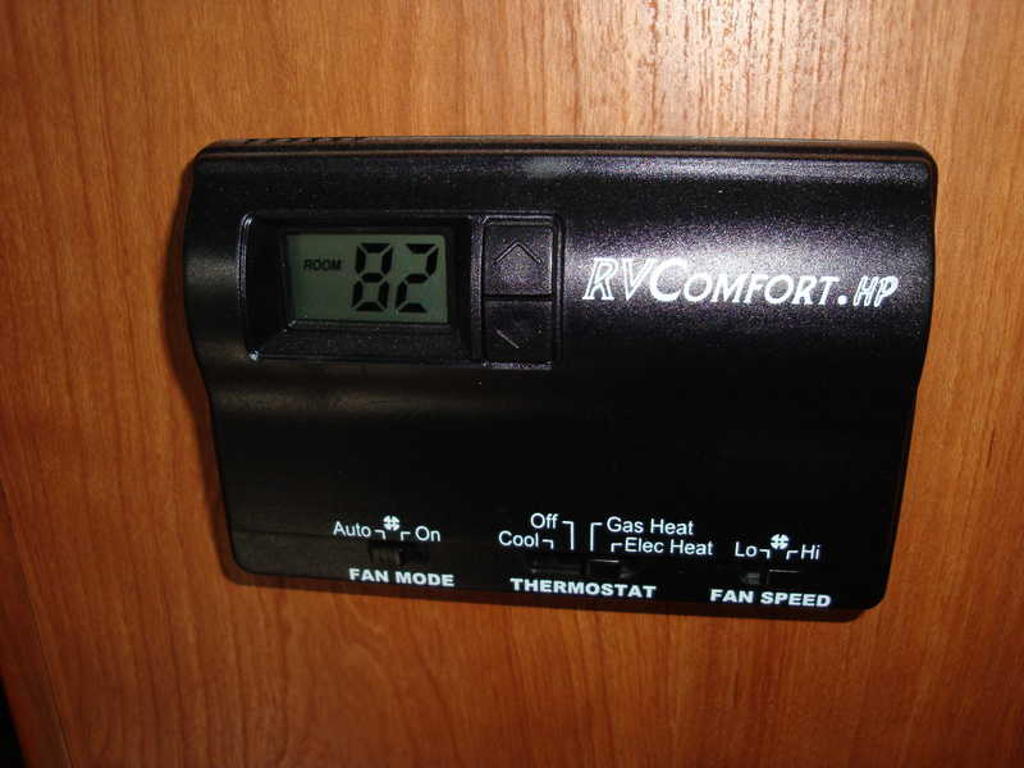 ROOM 82
RVCOMFORT.HP
Auto On
FAN MODE
Off Gas Heat
Cool Elec Heat
THERMOSTAT
Lo Hi
FAN SPEED